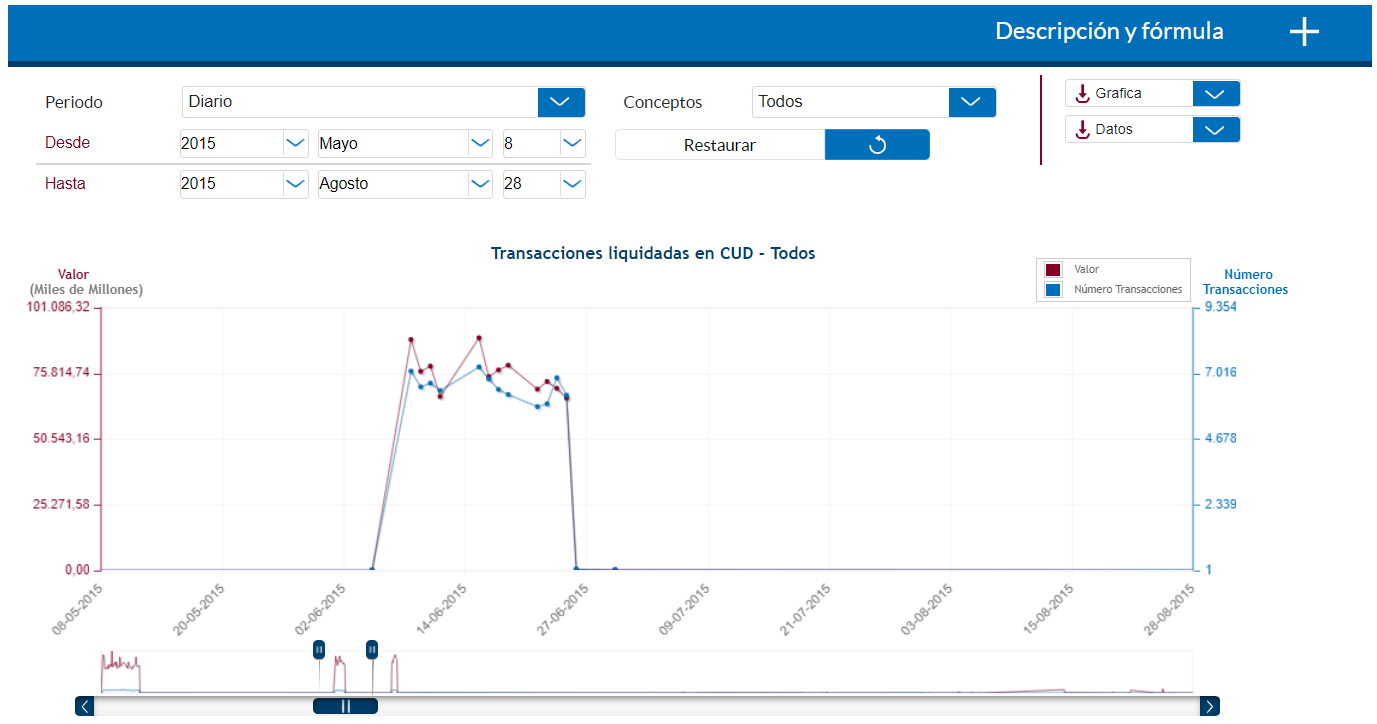 Descripción y fórmula
Periodo
Diario
Conceptos
Todos
Grafica
Desde
2015
Mayo
8
Restaurar
Datos
Hasta
2015
Agosto
28
Transacciones liquidadas en CUD - Todos
Valor
(Miles de Millones)
Valor
Número Transacciones
Número
Transacciones
101.086,32
75.814,74
50.543,16
25.271,58
0,00
9.354
7.016
4.678
2.339
1
08-05-2015
20-05-2015
02-06-2015
14-06-2015
27-06-2015
09-07-2015
21-07-2015
03-08-2015
15-08-2015
28-08-2015